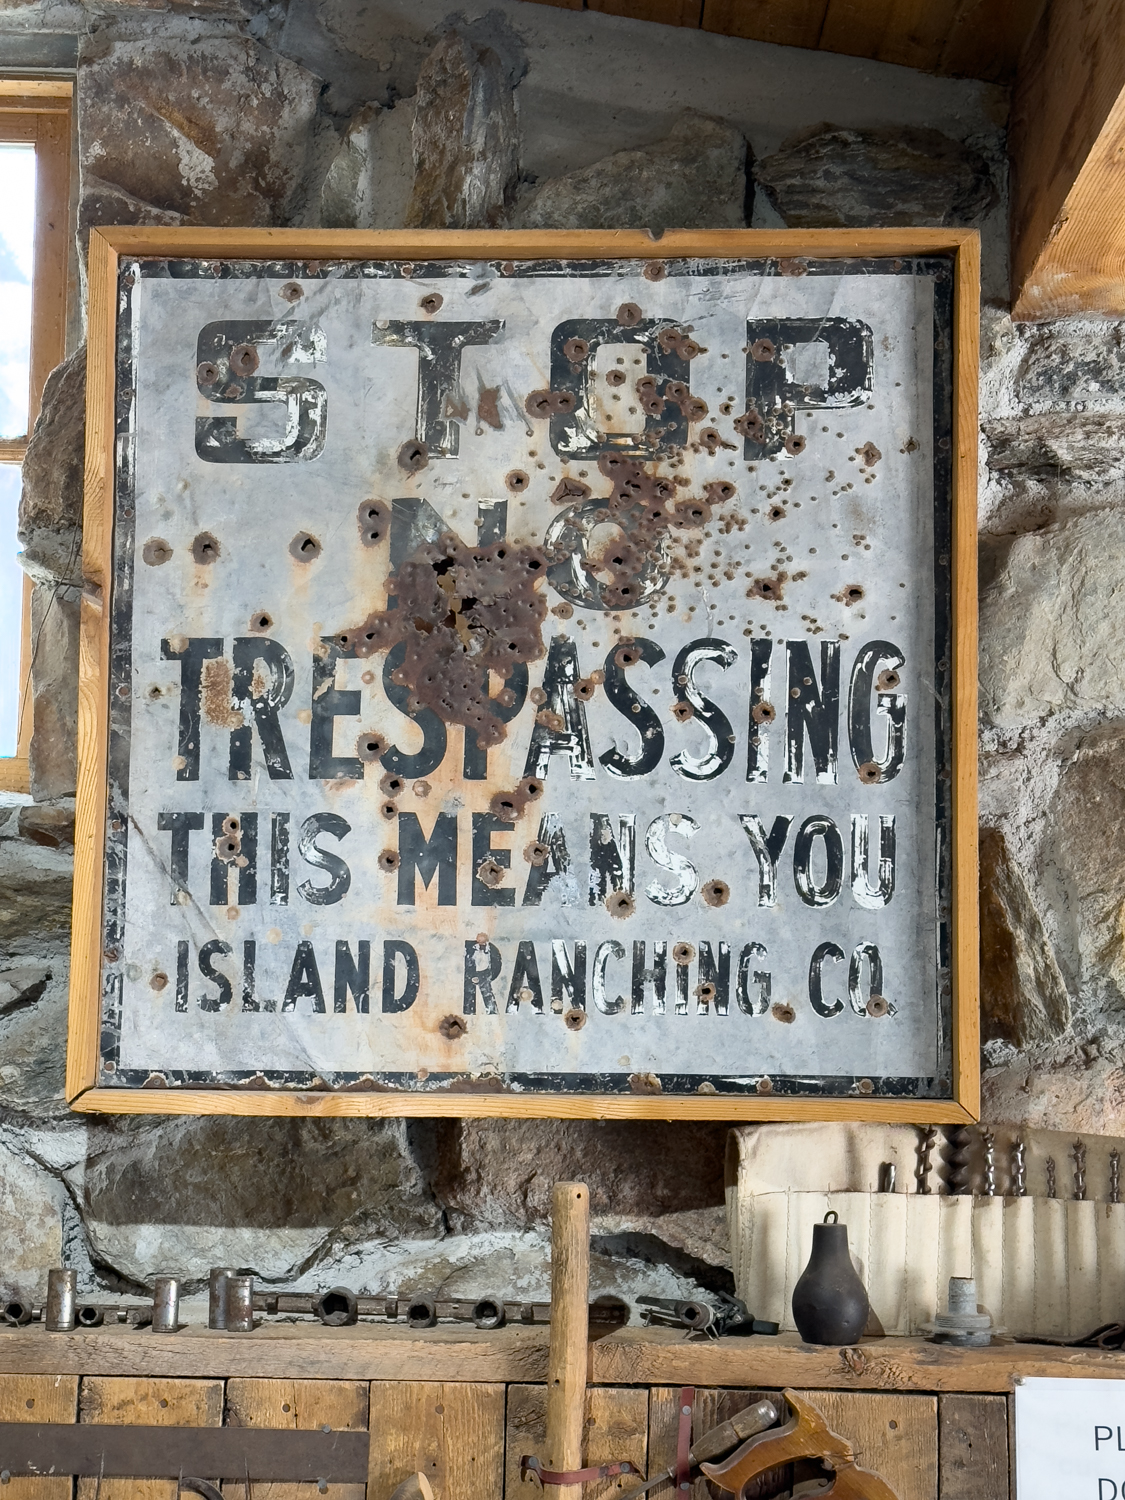 STOP
NO
TRESPASSING
THIS MEANS YOU
ISLAND RANCHING CO.